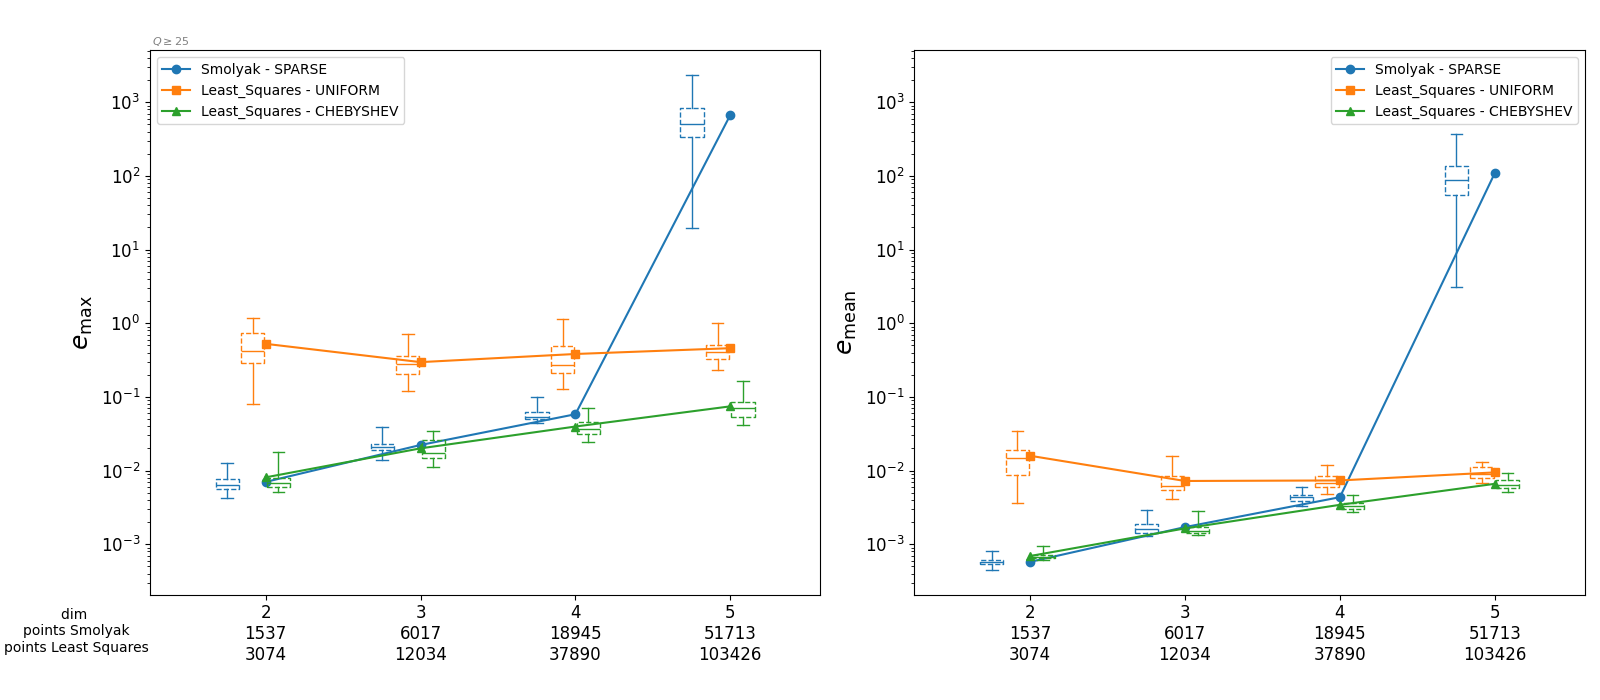 Q ≥ 25
Smolyak - SPARSE
Least_Squares - UNIFORM
Least_Squares - CHEBYSHEV
10³
10²
10¹
10⁰
10⁻¹
10⁻²
10⁻³
e_max
dim
points Smolyak
points Least Squares
2 3 4 5
1537 6017 18945 51713
3074 12034 37890 103426
Smolyak - SPARSE
Least_Squares - UNIFORM
Least_Squares - CHEBYSHEV
10³
10²
10¹
10⁰
10⁻¹
10⁻²
10⁻³
e_mean
2 3 4 5
1537 6017 18945 51713
3074 12034 37890 103426